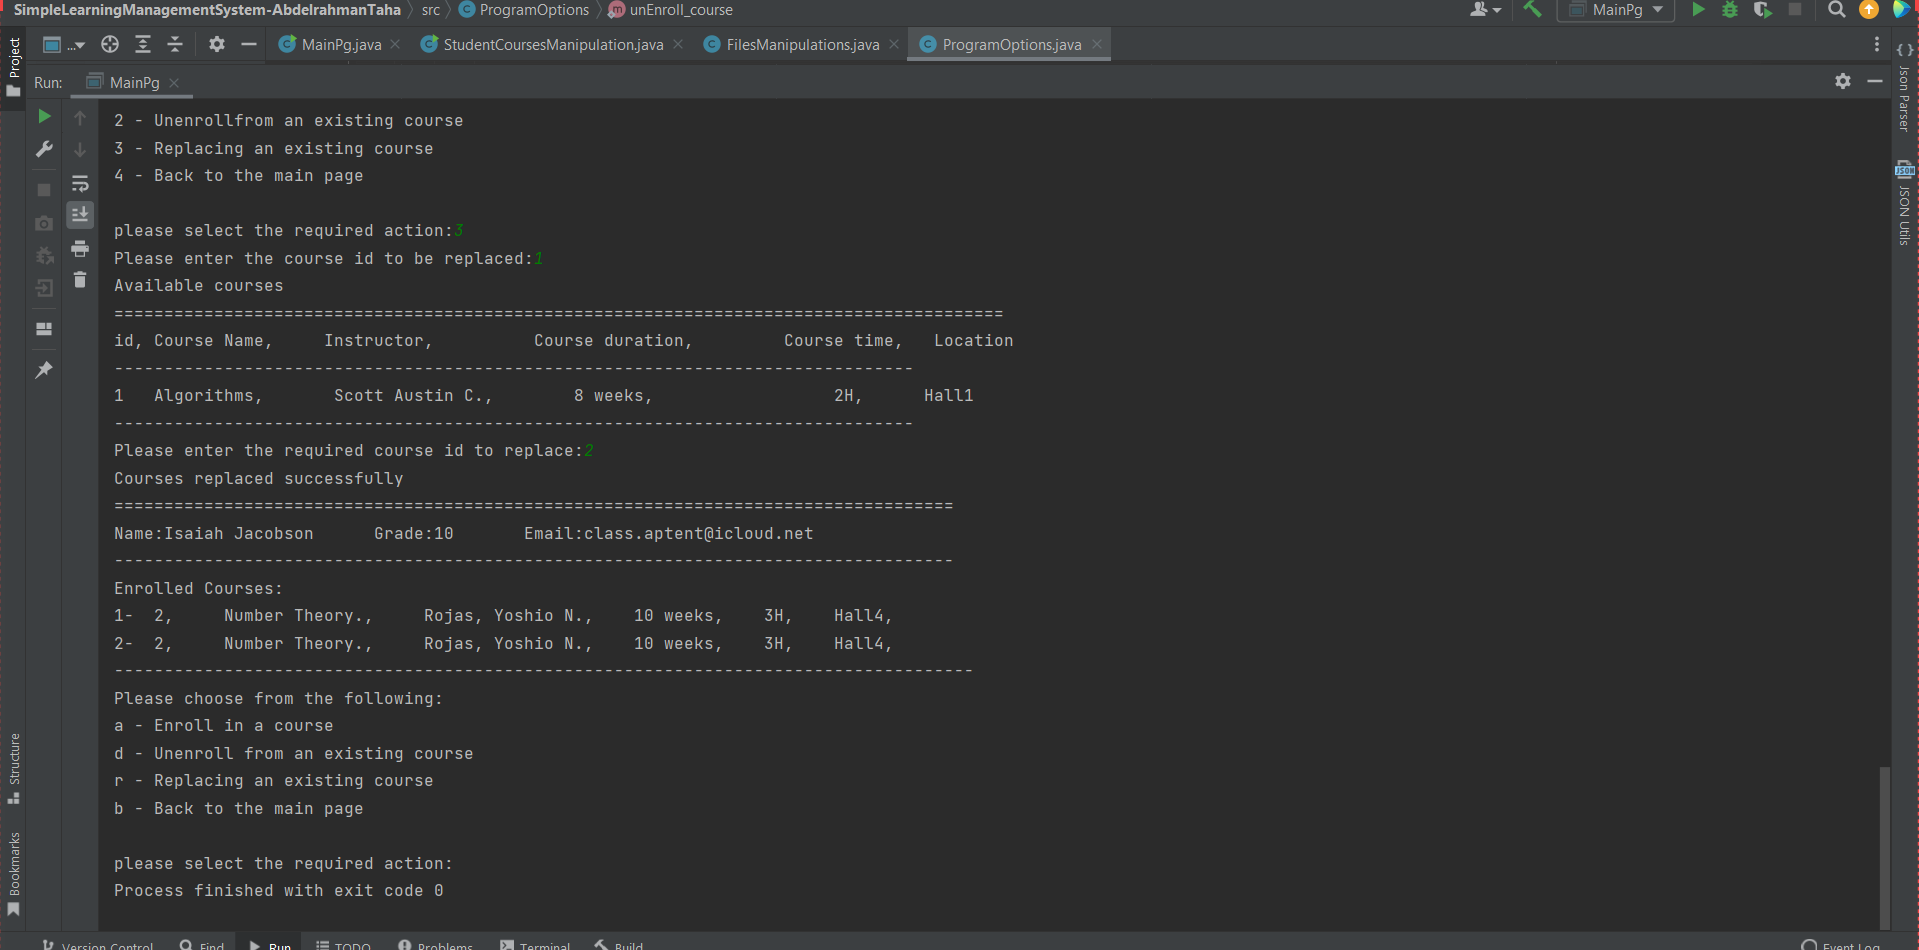 SimpleLearningManagementSystem-AbdelrahmanTaha src ProgramOptions unEnroll_course MainPg
... MainPg.java StudentCoursesManipulation.java FilesManipulations.java ProgramOptions.java
Run: MainPg
Project
Structure
Bookmarks
2 - Unenrollfrom an existing course
3 - Replacing an existing course
4 - Back to the main page
please select the required action:3
Please enter the course id to be replaced:1
Available courses
=========================================================================================
id, Course Name, Instructor, Course duration, Course time, Location
--------------------------------------------------------------------------------
1 Algorithms, Scott Austin C., 8 weeks, 2H, Hall1
--------------------------------------------------------------------------------
Please enter the required course id to replace:2
Courses replaced successfully
====================================================================================
Name:Isaiah Jacobson Grade:10 Email:class.aptent@icloud.net
------------------------------------------------------------------------------------
Enrolled Courses:
1- 2, Number Theory., Rojas, Yoshio N., 10 weeks, 3H, Hall4,
2- 2, Number Theory., Rojas, Yoshio N., 10 weeks, 3H, Hall4,
--------------------------------------------------------------------------------------
Please choose from the following:
a - Enroll in a course
d - Unenroll from an existing course
r - Replacing an existing course
b - Back to the main page
please select the required action:
Process finished with exit code 0
Json Parser
JSON
JSON Utils
Version Control Find Run TODO Problems Terminal Build Event Log